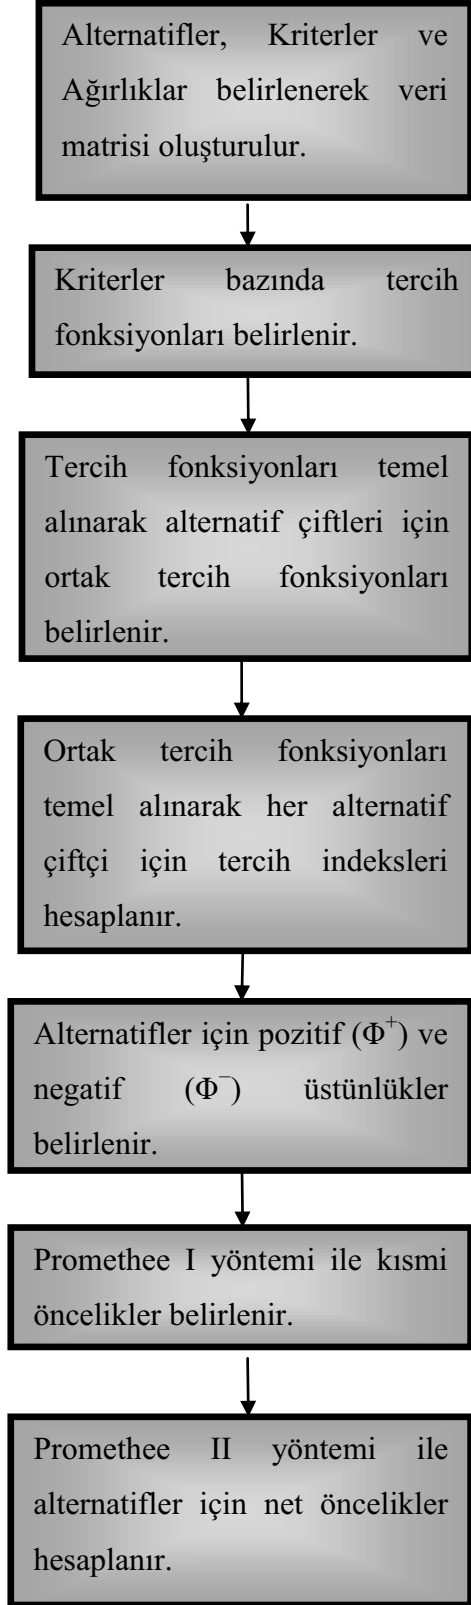 Alternatifler, Kriterler ve
Ağırlıklar belirlenerek veri
matrisi oluşturulur.
Kriterler bazında tercih
fonksiyonları belirlenir.
Tercih fonksiyonları temel
alınarak alternatif çiftleri için
ortak tercih fonksiyonları
belirlenir.
Ortak tercih fonksiyonları
temel alınarak her alternatif
çiftçi için tercih indeksleri
hesaplanır.
Alternatifler için pozitif (Φ⁺) ve
negatif (Φ⁻) üstünlükler
belirlenir.
Promethee I yöntemi ile kısmi
öncelikler belirlenir.
Promethee II yöntemi ile
alternatifler için net öncelikler
hesaplanır.